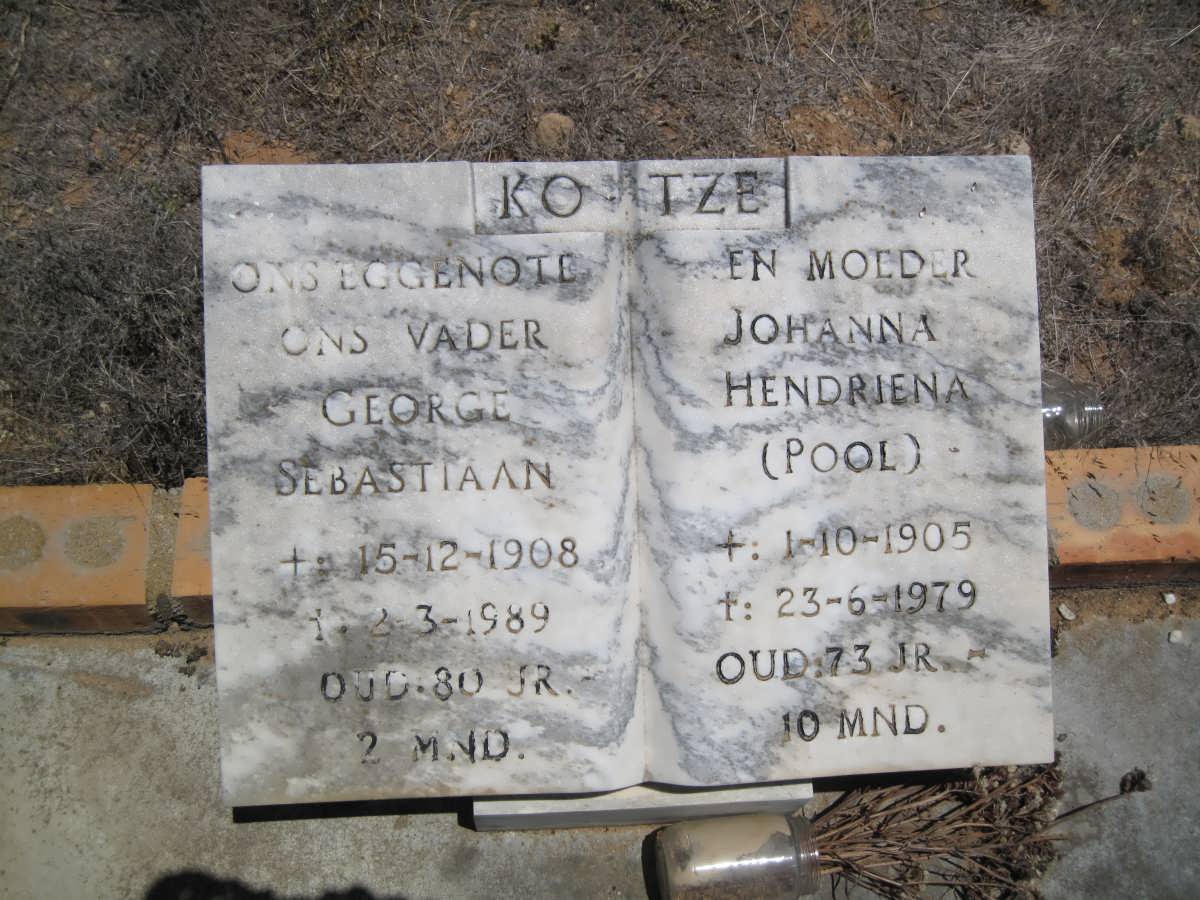 KOTZE
ONS EGGENOTE
ONS VADER
GEORGE
SEBASTIAAN
+: 15-12-1908
†: 2-3-1989
OUD: 80 JR.-
2 MND.
EN MOEDER
JOHANNA
HENDRIENA
(POOL)
+: 1-10-1905
†: 23-6-1979
OUD: 73 JR.-
10 MND.